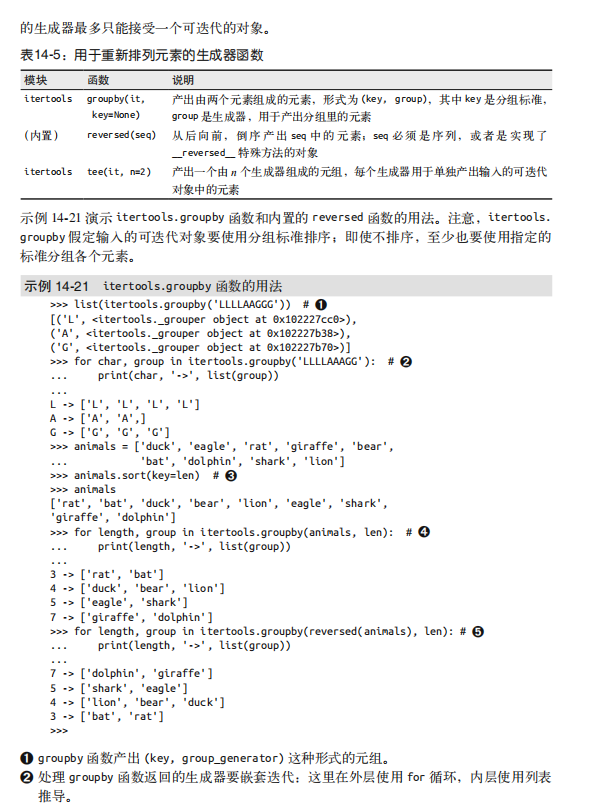 的生成器最多只能接受一个可迭代的对象。
表14-5：用于重新排列元素的生成器函数
模块 函数 说明
itertools groupby(it, 产出由两个元素组成的元素，形式为 (key, group)，其中 key 是分组标准，
key=None) group 是生成器，用于产出分组里的元素
（内置） reversed(seq) 从后向前，倒序产出 seq 中的元素；seq 必须是序列，或者是实现了
__reversed__ 特殊方法的对象
itertools tee(it, n=2) 产出一个由 n 个生成器组成的元组，每个生成器用于单独产出输入的可迭代
对象中的元素
示例 14-21 演示 itertools.groupby 函数和内置的 reversed 函数的用法。注意，itertools.
groupby 假定输入的可迭代对象要使用分组标准排序；即使不排序，至少也要使用指定的
标准分组各个元素。
示例 14-21 itertools.groupby 函数的用法
>>> list(itertools.groupby('LLLLAAGGG')) # ❶
[('L', <itertools._grouper object at 0x102227cc0>),
('A', <itertools._grouper object at 0x102227b38>),
('G', <itertools._grouper object at 0x102227b70>)]
>>> for char, group in itertools.groupby('LLLLAAAGG'): # ❷
... print(char, '->', list(group))
...
L -> ['L', 'L', 'L', 'L']
A -> ['A', 'A',]
G -> ['G', 'G', 'G']
>>> animals = ['duck', 'eagle', 'rat', 'giraffe', 'bear',
... 'bat', 'dolphin', 'shark', 'lion']
>>> animals.sort(key=len) # ❸
>>> animals
['rat', 'bat', 'duck', 'bear', 'lion', 'eagle', 'shark',
'giraffe', 'dolphin']
>>> for length, group in itertools.groupby(animals, len): # ❹
... print(length, '->', list(group))
...
3 -> ['rat', 'bat']
4 -> ['duck', 'bear', 'lion']
5 -> ['eagle', 'shark']
7 -> ['giraffe', 'dolphin']
>>> for length, group in itertools.groupby(reversed(animals), len): # ❺
... print(length, '->', list(group))
...
7 -> ['dolphin', 'giraffe']
5 -> ['shark', 'eagle']
4 -> ['lion', 'bear', 'duck']
3 -> ['bat', 'rat']
>>>
❶ groupby 函数产出 (key, group_generator) 这种形式的元组。
❷ 处理 groupby 函数返回的生成器要嵌套迭代：这里在外层使用 for 循环，内层使用列表
推导。